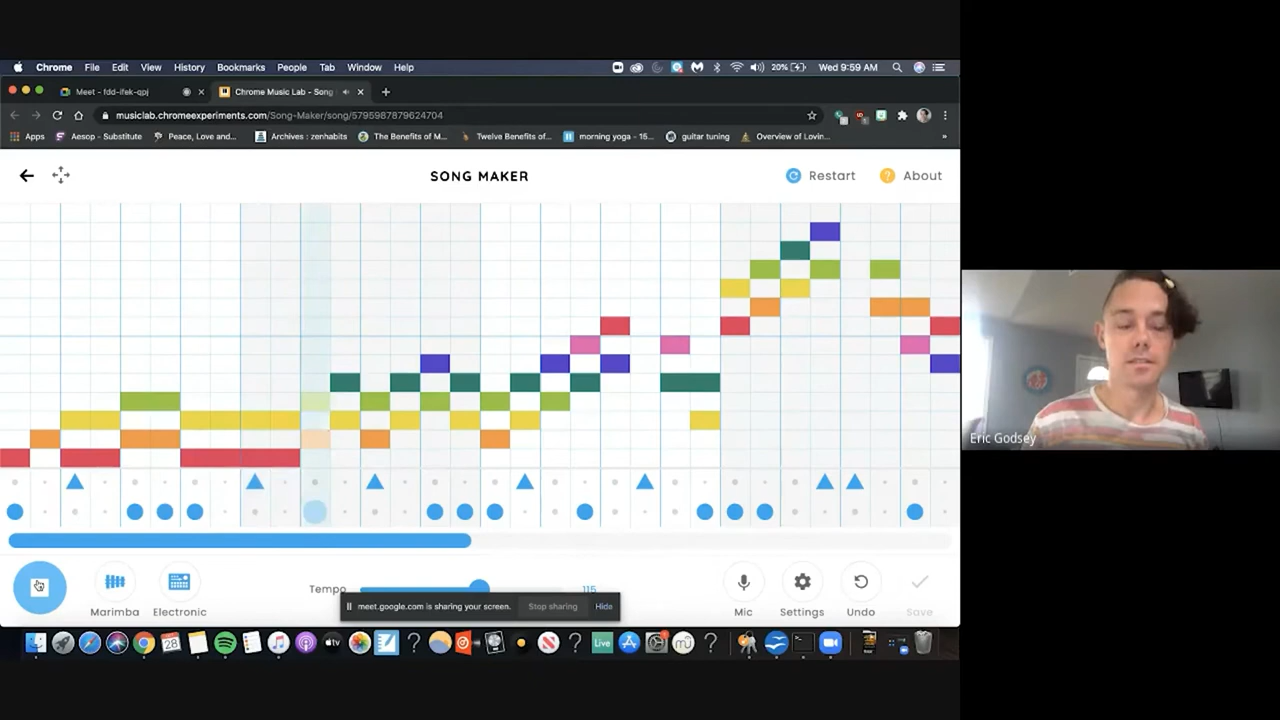 Chrome File Edit View History Bookmarks People Tab Window Help 20% Wed 9:59 AM
Meet - fdd-ifek-qpj Chrome Music Lab - Song
musiclab.chromeexperiments.com/Song-Maker/song/5795987879624704
Apps Aesop - Substitute Peace, Love and... Archives : zenhabits The Benefits of M... Twelve Benefits of... morning yoga - 15... guitar tuning Overview of Lovin... »
SONG MAKER Restart About
Eric Godsey
Tempo 115
meet.google.com is sharing your screen. Stop sharing Hide
Marimba Electronic Mic Settings Undo Save
28 tv Live mü